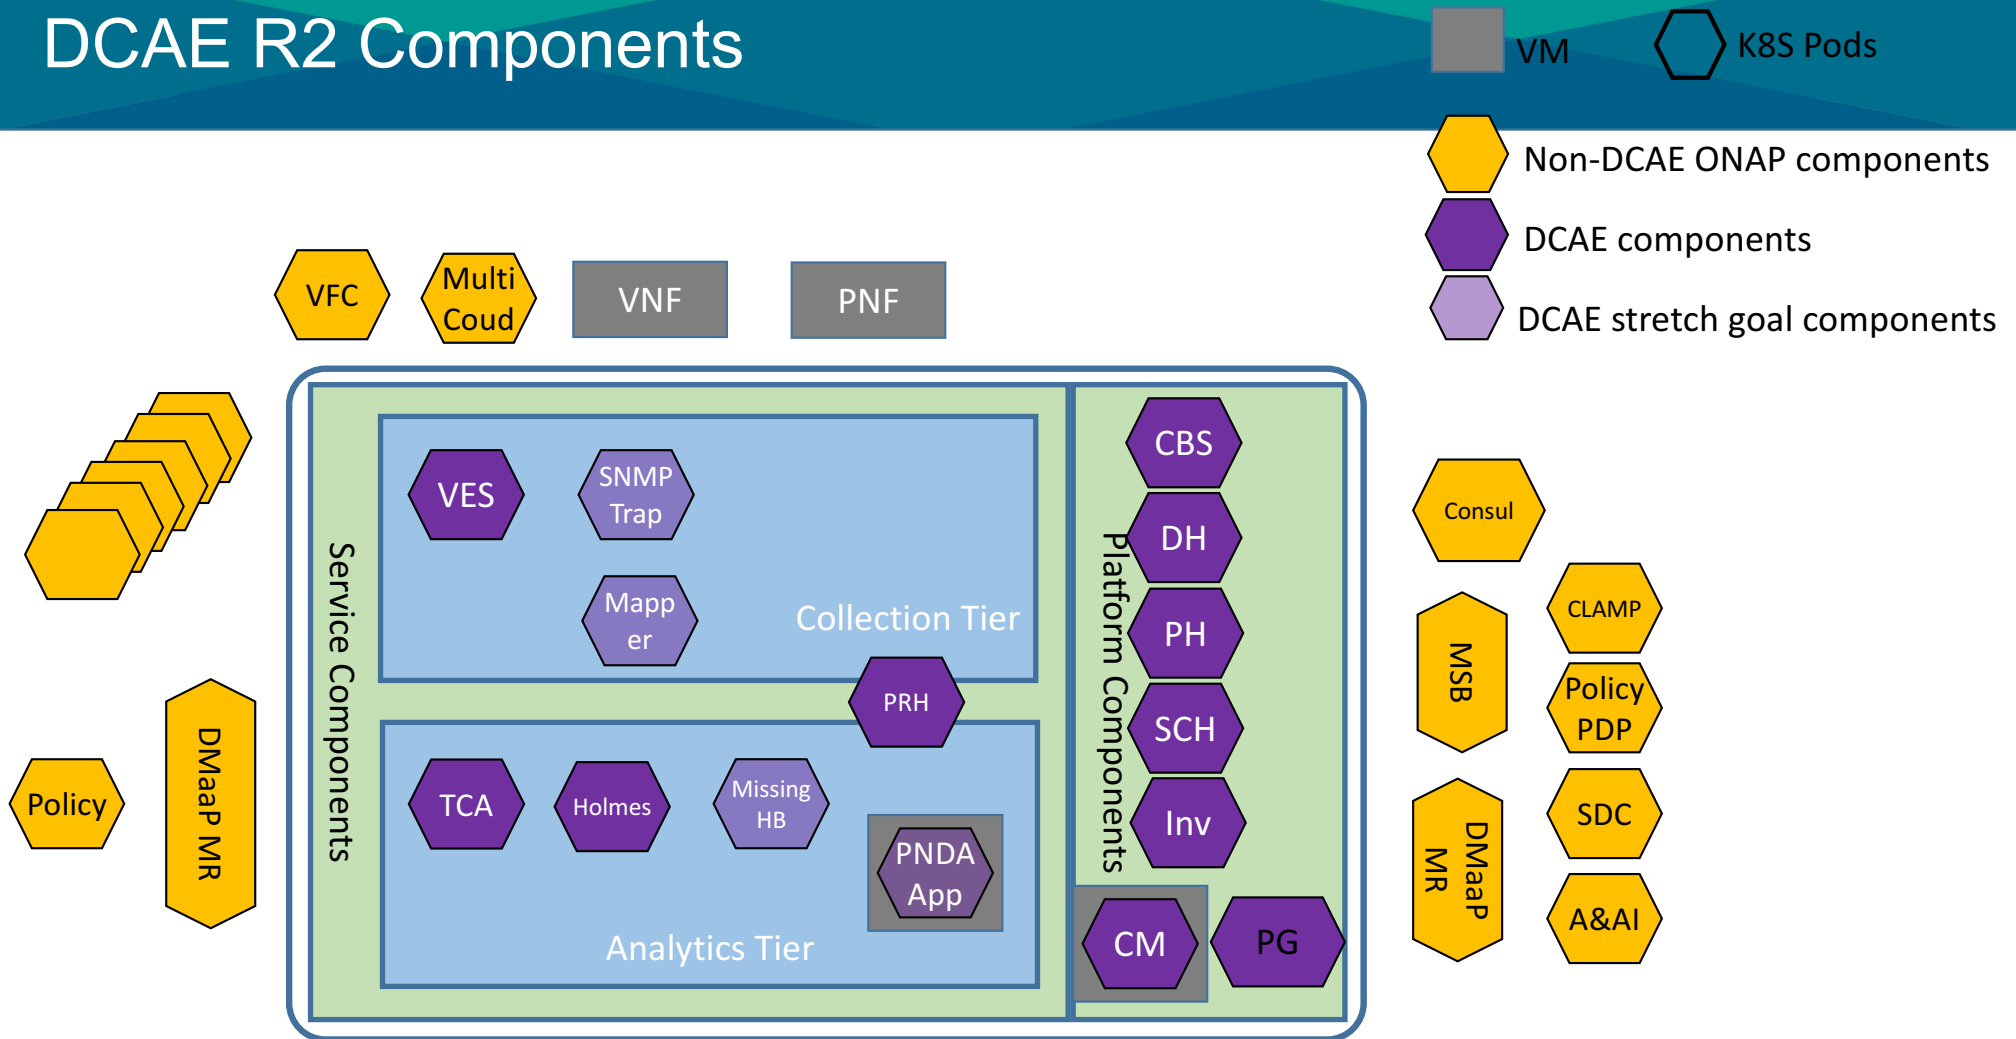 DCAE R2 Components
VM
K8S Pods
Non-DCAE ONAP components
DCAE components
DCAE stretch goal components
VFC
Multi
Coud
VNF
PNF
Service Components
VES
SNMP
Trap
Mapp
er
Collection Tier
PRH
TCA
Holmes
Missing
HB
PNDA
App
Analytics Tier
Platform Components
CBS
DH
PH
SCH
Inv
CM
PG
Policy
DMaaP MR
Consul
MSB
DMaaP
MR
CLAMP
Policy
PDP
SDC
A&AI